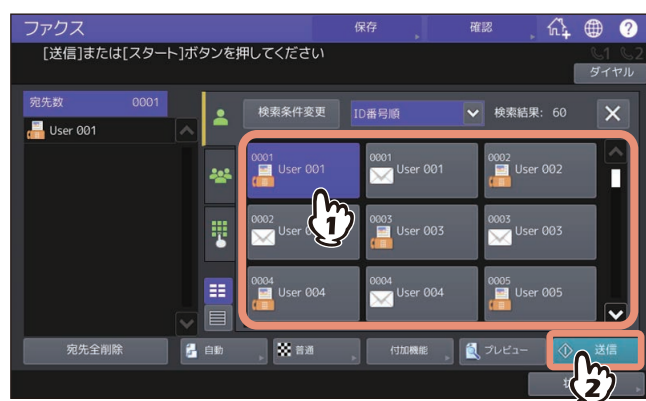 ファクス 保存 確認 ?
[送信]または[スタート]ボタンを押してください
1 2
ダイヤル
宛先数 0001
User 001
検索条件変更 ID番号順 検索結果: 60
0001 User 001
0001 User 001
0002 User 002
0002 User
0003 User 003
0003 User 003
0004 User 004
0004 User 004
0005 User 005
1
宛先全削除 自動 普通 付加機能 プレビュー 送信
2